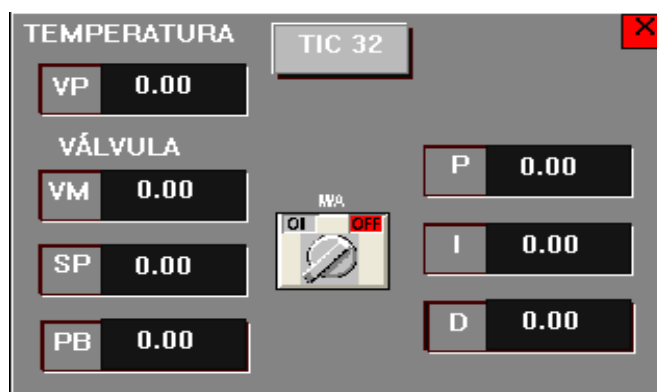 TEMPERATURA
TIC 32
X
VP 0.00
VÁLVULA
VM 0.00
SP 0.00
PB 0.00
M/A
OFF
P 0.00
I 0.00
D 0.00